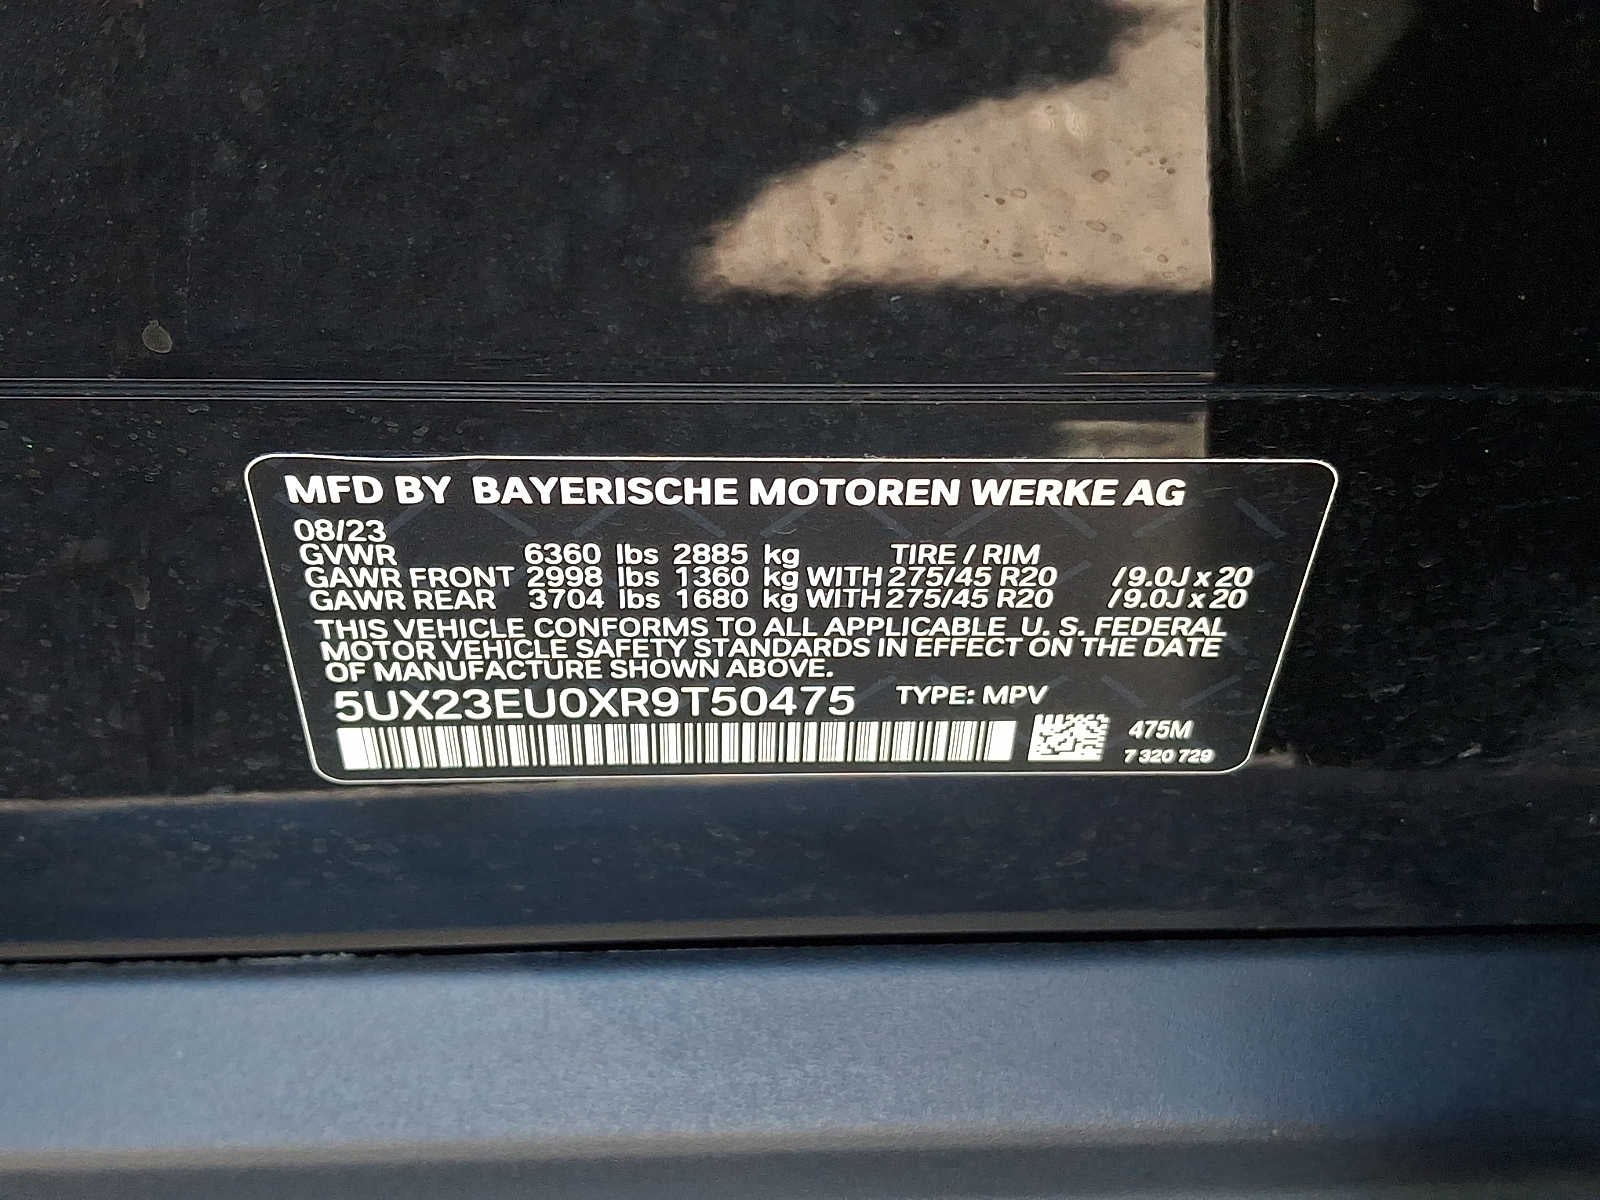 MFD BY BAYERISCHE MOTOREN WERKE AG
08/23
GVWR 6360 lbs 2885 kg TIRE / RIM
GAWR FRONT 2998 lbs 1360 kg WITH 275/45 R20 / 9.0J x 20
GAWR REAR 3704 lbs 1680 kg WITH 275/45 R20 / 9.0J x 20
THIS VEHICLE CONFORMS TO ALL APPLICABLE U. S. FEDERAL
MOTOR VEHICLE SAFETY STANDARDS IN EFFECT ON THE DATE
OF MANUFACTURE SHOWN ABOVE.
5UX23EU0XR9T50475 TYPE: MPV
475M
7 320 729